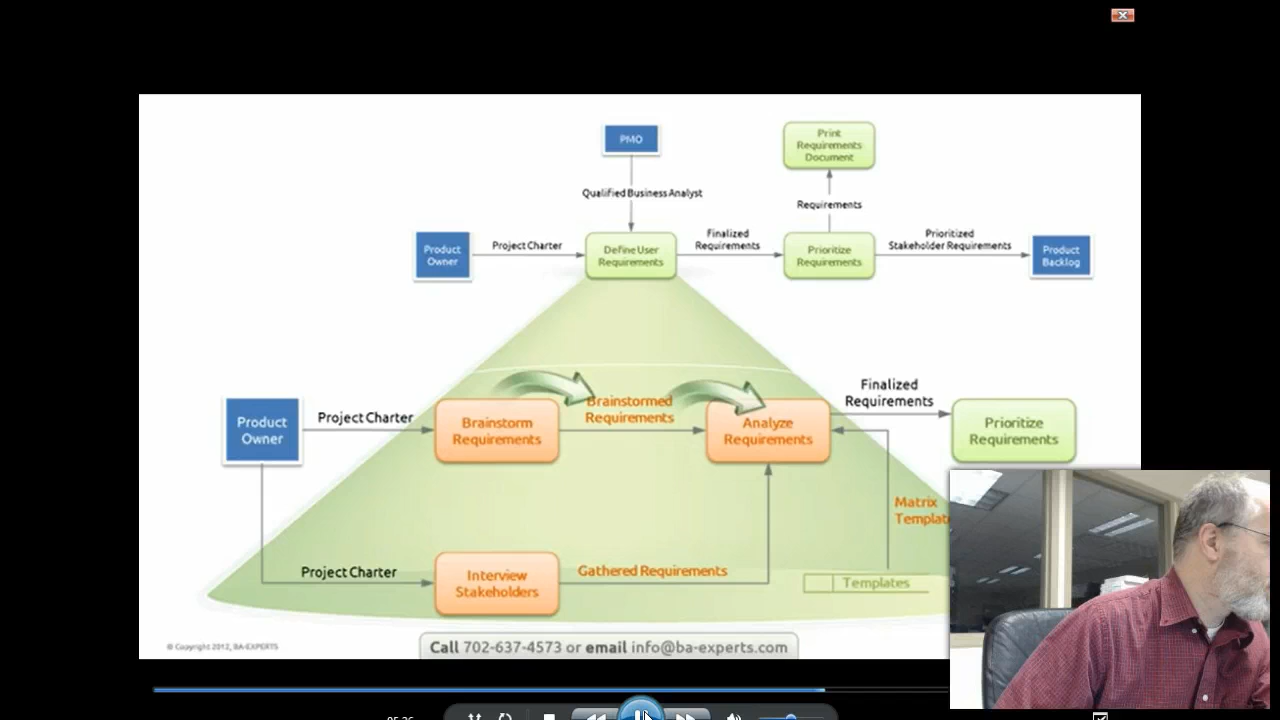 PMO
Print
Requirements
Document
Qualified Business Analyst
Requirements
Product
Owner
Project Charter
Define User
Requirements
Finalized
Requirements
Prioritize
Requirements
Prioritized
Stakeholder Requirements
Product
Backlog
Product
Owner
Project Charter
Brainstorm
Requirements
Brainstormed
Requirements
Analyze
Requirements
Finalized
Requirements
Prioritize
Requirements
Matrix
Templat
Project Charter
Interview
Stakeholders
Gathered Requirements
Templates
© Copyright 2012, BA-EXPERTS
Call 702-637-4573 or email info@ba-experts.com